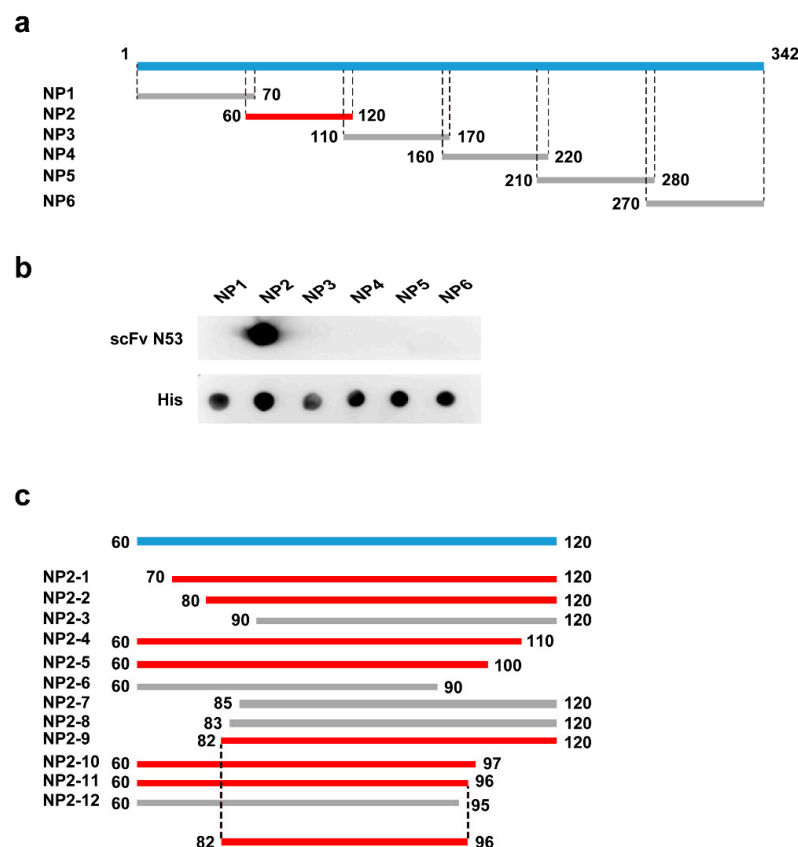 a
1 342
NP1 70
NP2 60 120
NP3 110 170
NP4 160 220
NP5 210 280
NP6 270
b
NP1 NP2 NP3 NP4 NP5 NP6
scFv N53
His
c
60 120
NP2-1 70 120
NP2-2 80 120
NP2-3 90 120
NP2-4 60 110
NP2-5 60 100
NP2-6 60 90
NP2-7 85 120
NP2-8 83 120
NP2-9 82 120
NP2-10 60 97
NP2-11 60 96
NP2-12 60 95
82 96